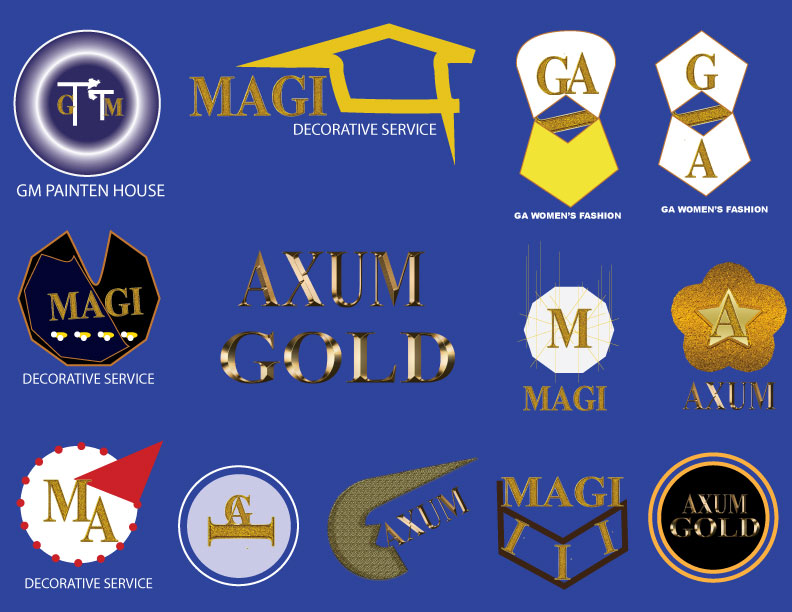 G T T M
GM PAINTEN HOUSE
MAGI
DECORATIVE SERVICE
GA
GA WOMEN'S FASHION
G
A
GA WOMEN'S FASHION
MAGI
DECORATIVE SERVICE
AXUM
GOLD
M
MAGI
A
AXUM
MA
DECORATIVE SERVICE
GA
I
AXUM
MAGI
I I I
AXUM
GOLD